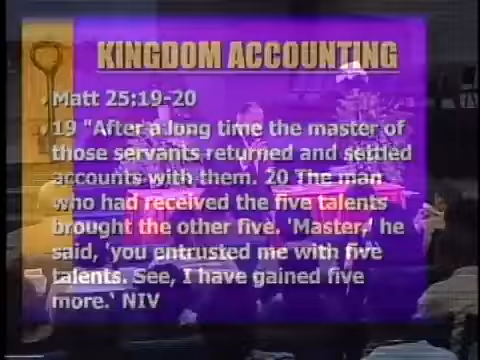 KINGDOM ACCOUNTING
Matt 25:19-20
19 "After a long time the master of
those servants returned and settled
accounts with them. 20 The man
who had received the five talents
brought the other five. 'Master,' he
said, 'you entrusted me with five
talents. See, I have gained five
more.' NIV